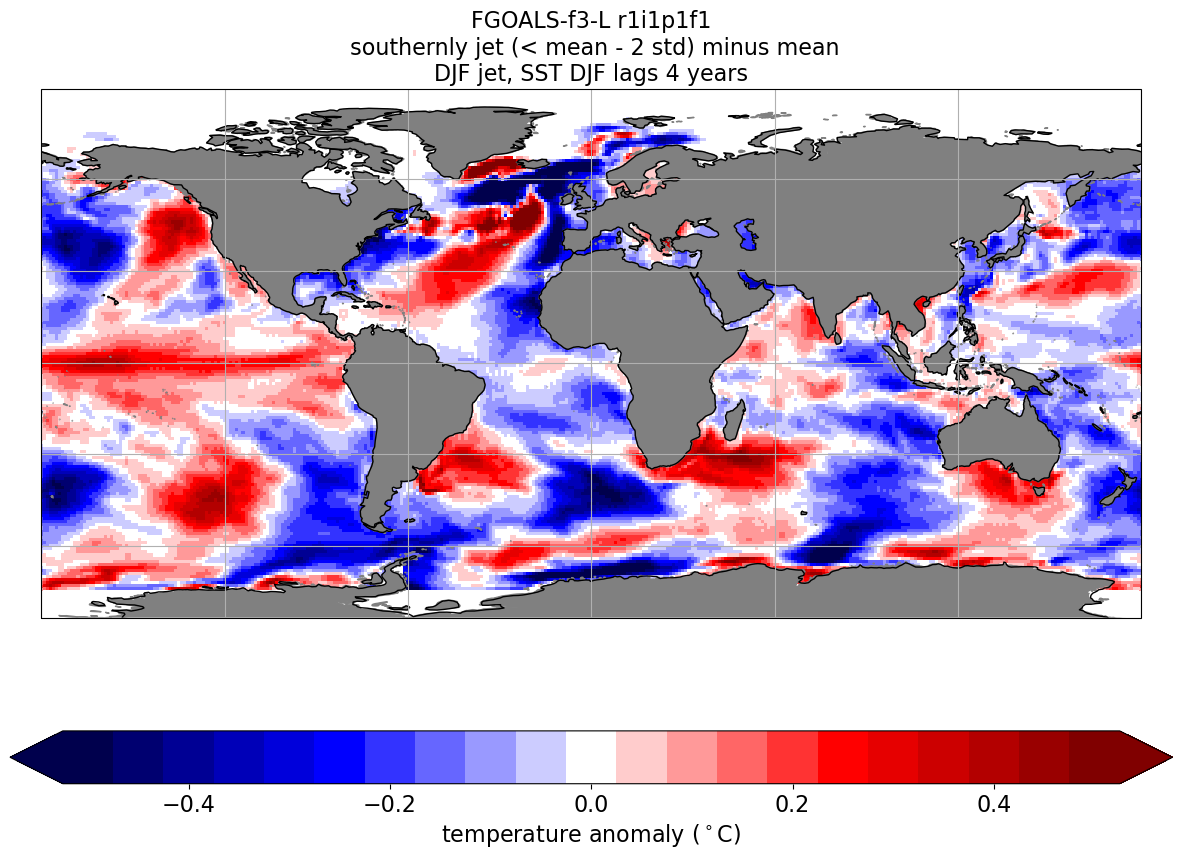 FGOALS-f3-L r1i1p1f1
southernly jet (< mean - 2 std) minus mean
DJF jet, SST DJF lags 4 years
−0.4 −0.2 0.0 0.2 0.4
temperature anomaly (°C)